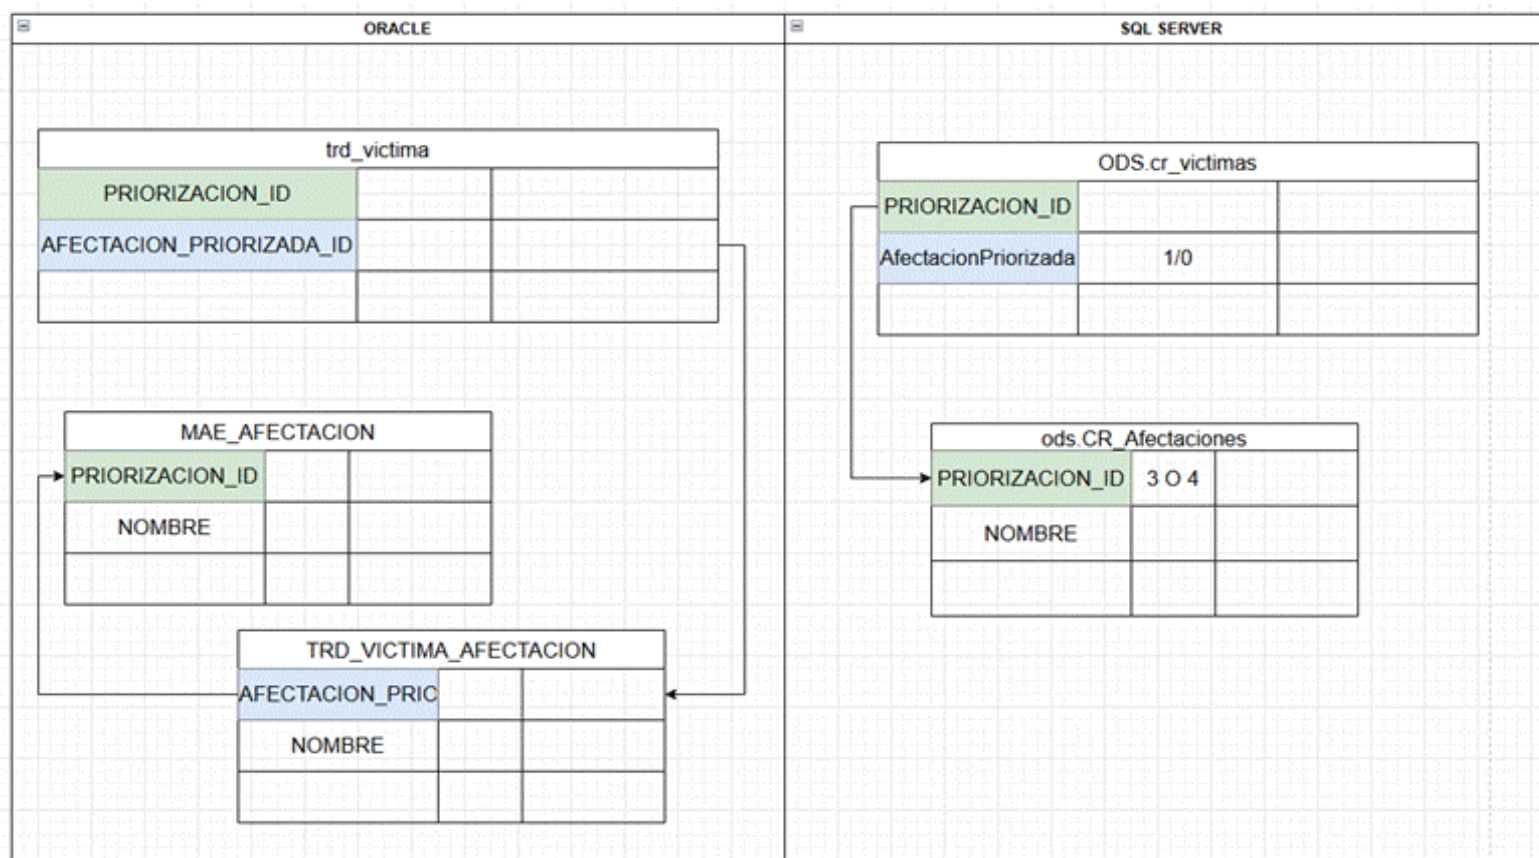 ORACLE
SQL SERVER
trd_victima
PRIORIZACION_ID
AFECTACION_PRIORIZADA_ID
MAE_AFECTACION
PRIORIZACION_ID
NOMBRE
TRD_VICTIMA_AFECTACION
AFECTACION_PRIC
NOMBRE
ODS.cr_victimas
PRIORIZACION_ID
AfectacionPriorizada 1/0
ods.CR_Afectaciones
PRIORIZACION_ID 3 O 4
NOMBRE